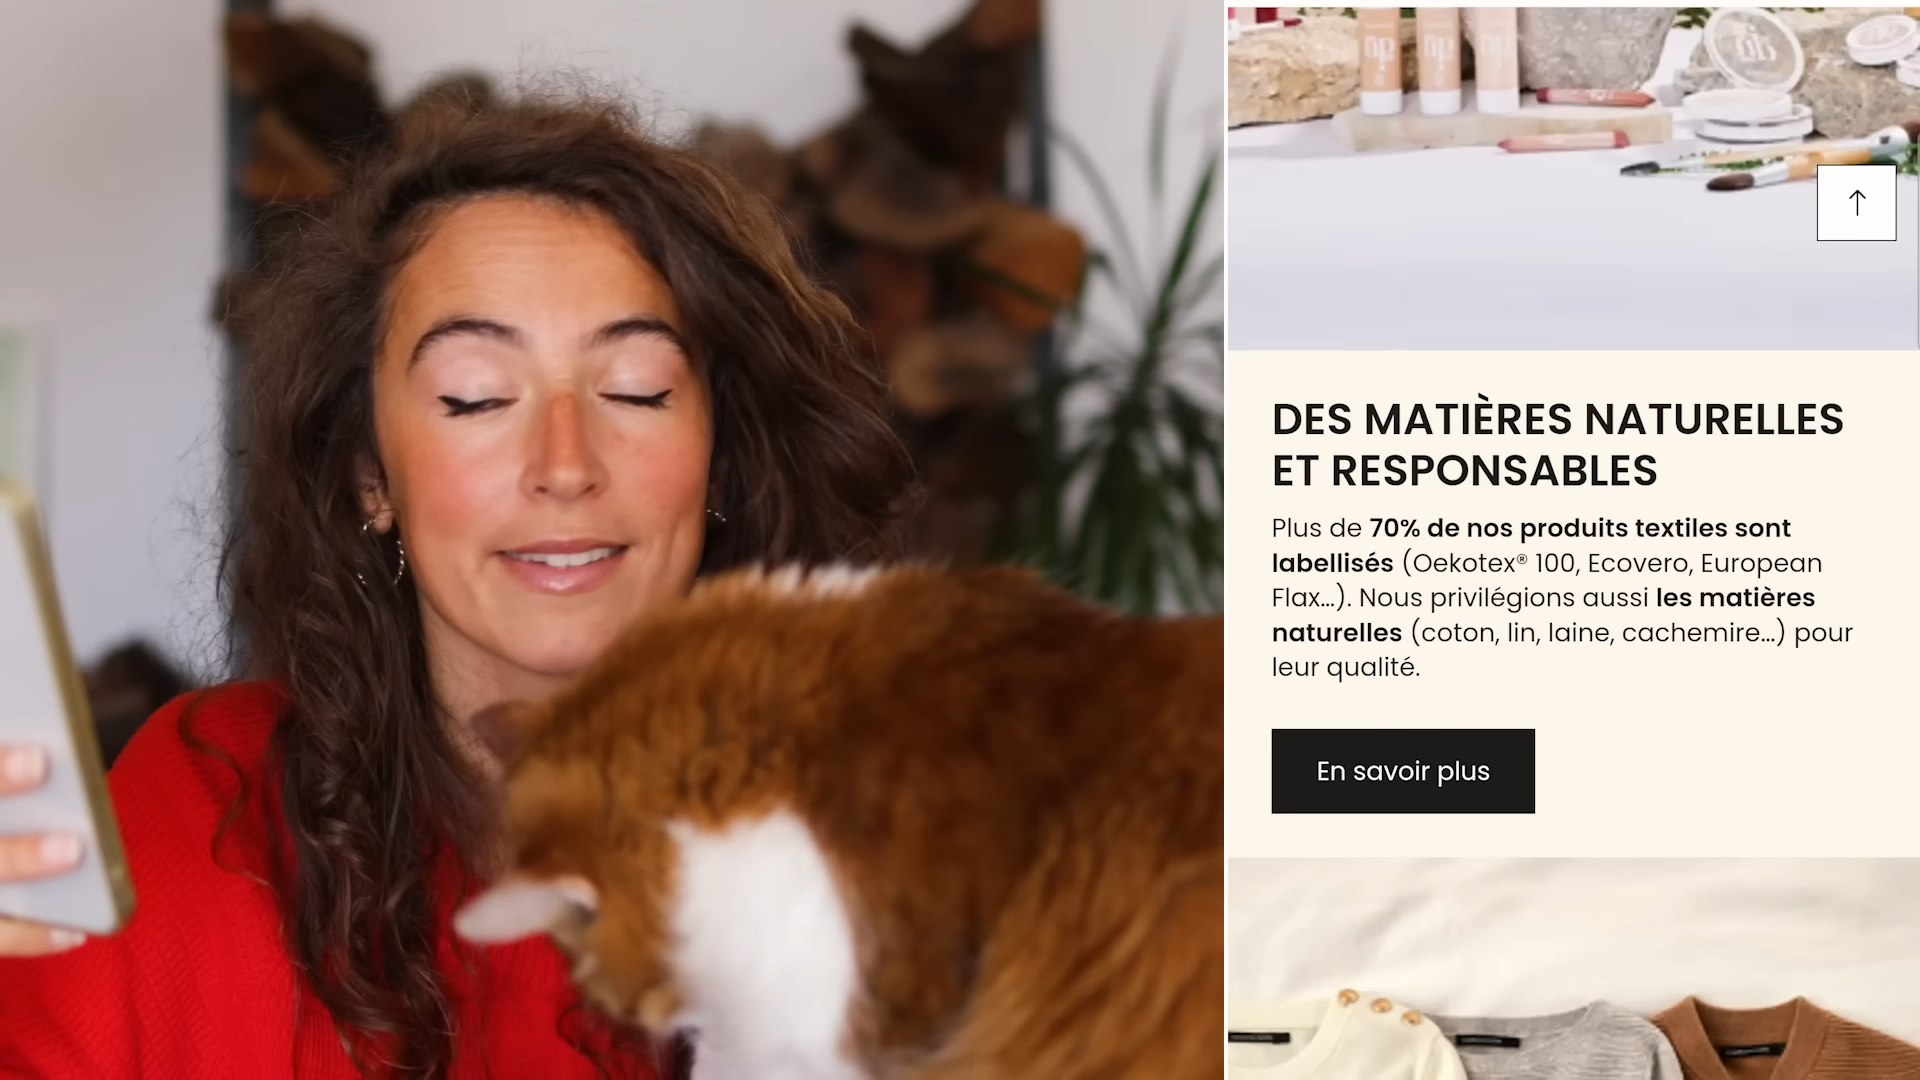 DES MATIÈRES NATURELLES
ET RESPONSABLES
Plus de 70% de nos produits textiles sont
labellisés (Oekotex® 100, Ecovero, European
Flax...). Nous privilégions aussi les matières
naturelles (coton, lin, laine, cachemire...) pour
leur qualité.
En savoir plus